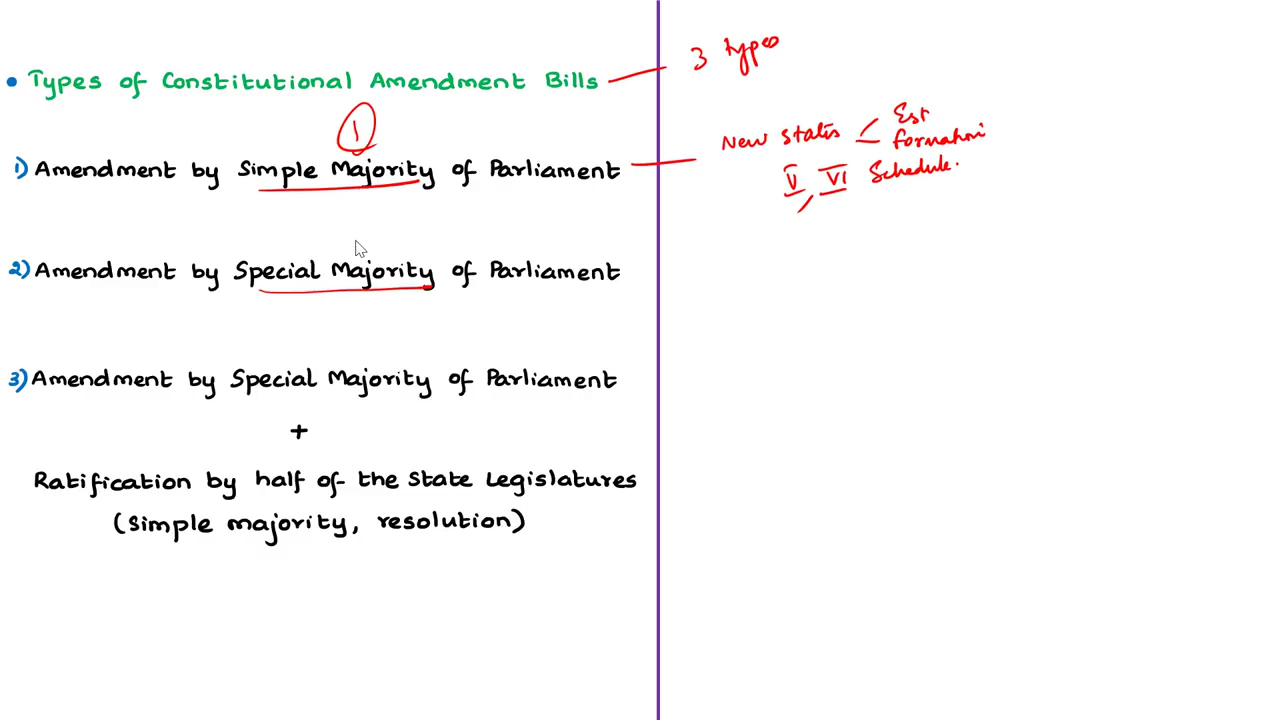 • Types of Constitutional Amendment Bills
3 types
1
1) Amendment by Simple Majority of Parliament
New states
Est
formation
V VI Schedule.
2) Amendment by Special Majority of Parliament
3) Amendment by Special Majority of Parliament
+
Ratification by half of the State Legislatures
(simple majority, resolution)